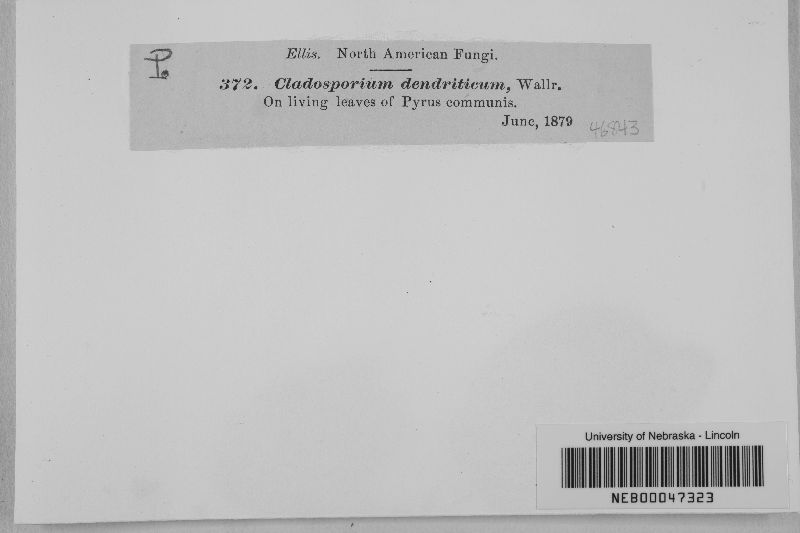 P.
Ellis. North American Fungi.
372. Cladosporium dendriticum, Wallr.
On living leaves of Pyrus communis.
June, 1879 46843
University of Nebraska - Lincoln
NEB00047323